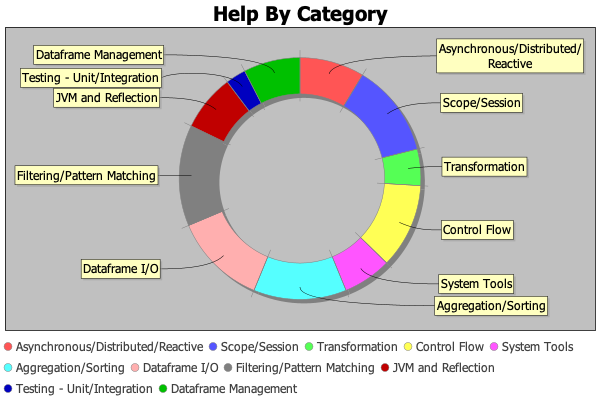 Help By Category
Dataframe Management
Asynchronous/Distributed/
Reactive
Testing - Unit/Integration
JVM and Reflection
Scope/Session
Filtering/Pattern Matching
Transformation
Control Flow
Dataframe I/O
System Tools
Aggregation/Sorting
Asynchronous/Distributed/Reactive Scope/Session Transformation Control Flow System Tools
Aggregation/Sorting Dataframe I/O Filtering/Pattern Matching JVM and Reflection
Testing - Unit/Integration Dataframe Management